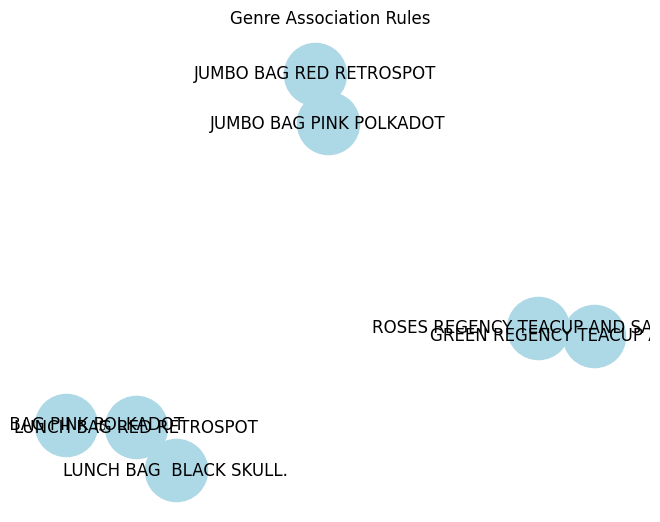 Genre Association Rules
JUMBO BAG RED RETROSPOT
JUMBO BAG PINK POLKADOT
ROSES REGENCY TEACUP AND SA
GREEN REGENCY TEACUP A
BAG PINK POLKADOT
LUNCH BAG RED RETROSPOT
LUNCH BAG  BLACK SKULL.